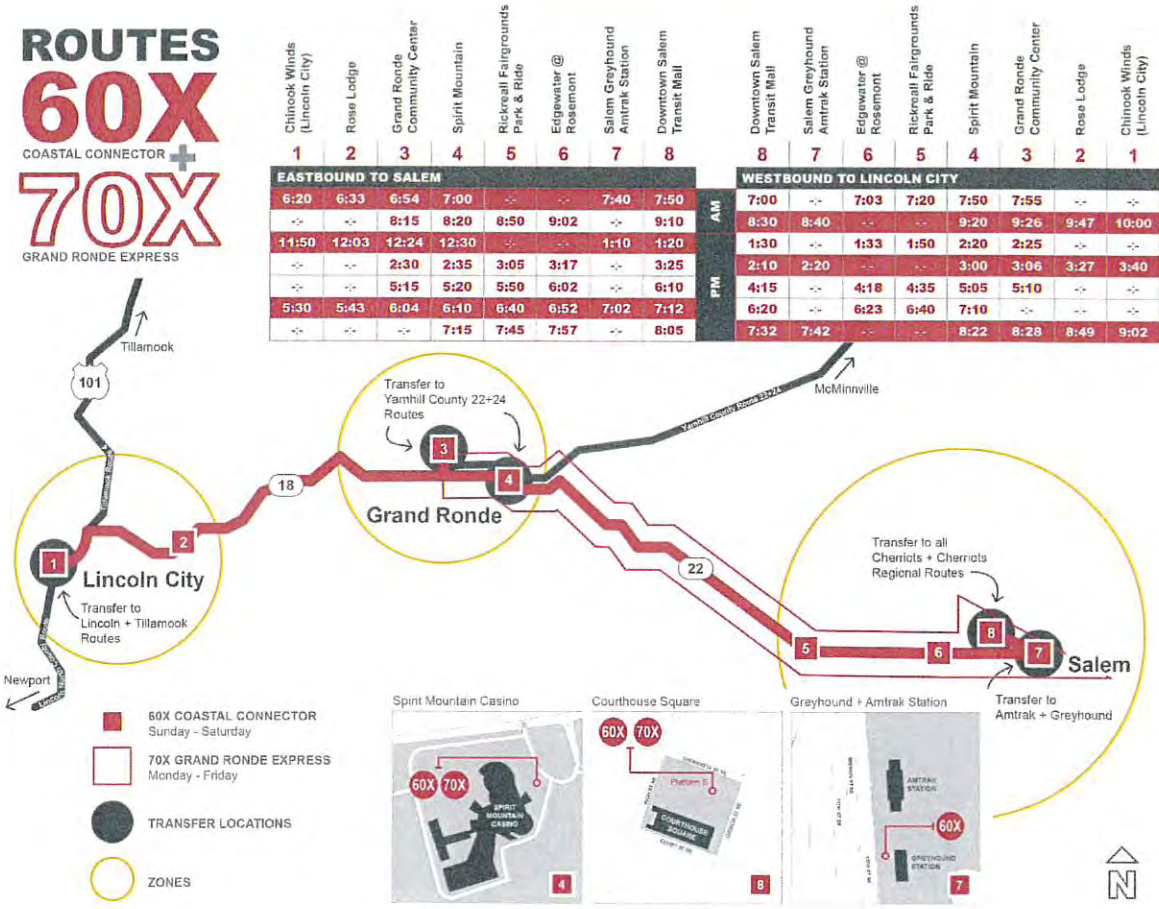 ROUTES
60X
COASTAL CONNECTOR +
70X
GRAND RONDE EXPRESS
Chinook Winds (Lincoln City)
Rose Lodge
Grand Ronde Community Center
Spirit Mountain
Rickreall Fairgrounds Park & Ride
Edgewater @ Rosemont
Salem Greyhound Amtrak Station
Downtown Salem Transit Mall
Downtown Salem Transit Mall
Salem Greyhound Amtrak Station
Edgewater @ Rosemont
Rickreall Fairgrounds Park & Ride
Spirit Mountain
Grand Ronde Community Center
Rose Lodge
Chinook Winds (Lincoln City)
1 2 3 4 5 6 7 8 8 7 6 5 4 3 2 1
EASTBOUND TO SALEM WESTBOUND TO LINCOLN CITY
AM
6:20 6:33 6:54 7:00 -:- -:- 7:40 7:50 7:00 -:- 7:03 7:20 7:50 7:55 -:- -:-
-:- -:- 8:15 8:20 8:50 9:02 -:- 9:10 8:30 8:40 -:- -:- 9:20 9:26 9:47 10:00
PM
11:50 12:03 12:24 12:30 -:- -:- 1:10 1:20 1:30 -:- 1:33 1:50 2:20 2:25 -:- -:-
-:- -:- 2:30 2:35 3:05 3:17 -:- 3:25 2:10 2:20 -:- -:- 3:00 3:06 3:27 3:40
-:- -:- 5:15 5:20 5:50 6:02 -:- 6:10 4:15 -:- 4:18 4:35 5:05 5:10 -:- -:-
5:30 5:43 6:04 6:10 6:40 6:52 7:02 7:12 6:20 -:- 6:23 6:40 7:10 -:- -:- -:-
-:- -:- -:- 7:15 7:45 7:57 -:- 8:05 7:32 7:42 -:- -:- 8:22 8:28 8:49 9:02
Tillamook
101
Tillamook Route
McMinnville
Yamhill County Route 22+24
Transfer to
Yamhill County 22+24
Routes
3
4
18
Grand Ronde
1
2
Lincoln City
Transfer to
Lincoln + Tillamook
Routes
Newport
22
Transfer to all
Cherriots + Cherriots
Regional Routes
5
6
8
7
Salem
Transfer to
Amtrak + Greyhound
60X COASTAL CONNECTOR
Sunday - Saturday
70X GRAND RONDE EXPRESS
Monday - Friday
TRANSFER LOCATIONS
ZONES
Spirit Mountain Casino
60X 70X
SPIRIT
MOUNTAIN
CASINO
4
Courthouse Square
60X 70X
COURTHOUSE
SQUARE
8
Greyhound + Amtrak Station
AMTRAK
STATION
60X
GREYHOUND
STATION
7
N